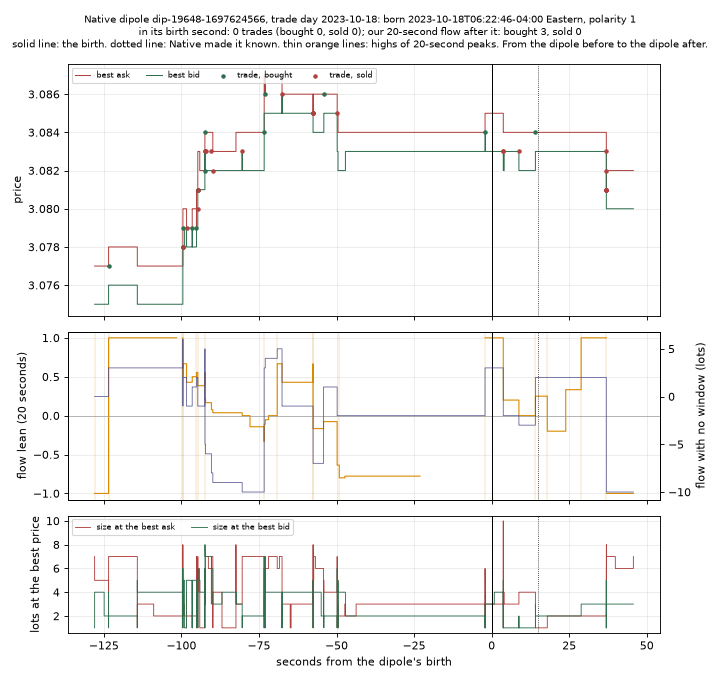 Native dipole dip-19648-1697624566, trade day 2023-10-18: born 2023-10-18T06:22:46-04:00 Eastern, polarity 1
in its birth second: 0 trades (bought 0, sold 0); our 20-second flow after it: bought 3, sold 0
solid line: the birth. dotted line: Native made it known. thin orange lines: highs of 20-second peaks. From the dipole before to the dipole after.
best ask best bid trade, bought trade, sold
3.086
3.084
3.082
3.080
3.078
3.076
price
1.0
0.5
0.0
−0.5
−1.0
flow lean (20 seconds)
5
0
−5
−10
flow with no window (lots)
size at the best ask size at the best bid
10
8
6
4
2
lots at the best price
−125 −100 −75 −50 −25 0 25 50
seconds from the dipole's birth